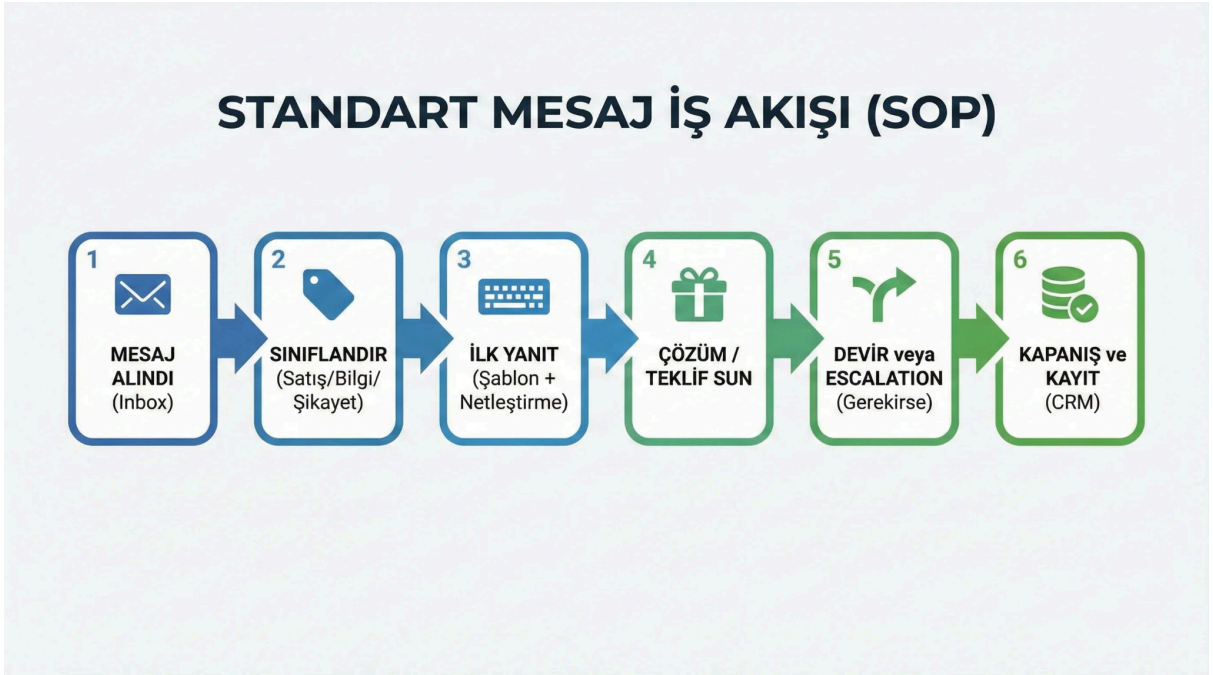 STANDART MESAJ İŞ AKIŞI (SOP)
1
MESAJ
ALINDI
(Inbox)
2
SINIFLANDIR
(Satış/Bilgi/
Şikayet)
3
İLK YANIT
(Şablon +
Netleştirme)
4
ÇÖZÜM /
TEKLİF SUN
5
DEVİR veya
ESCALATION
(Gerekirse)
6
KAPANIŞ ve
KAYIT
(CRM)